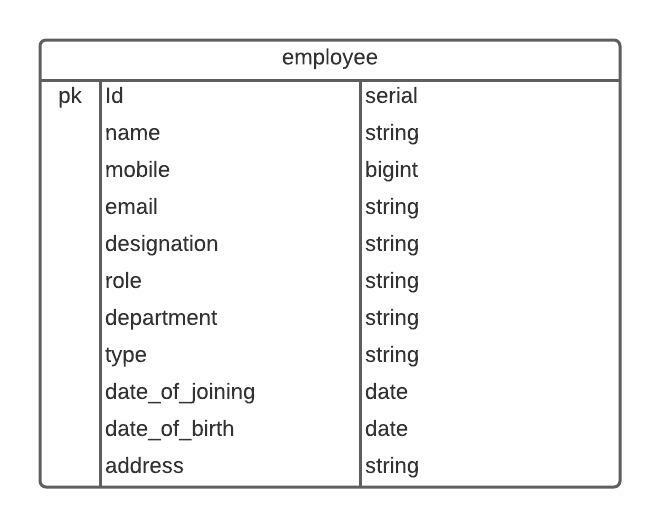 employee
pk Id serial
name string
mobile bigint
email string
designation string
role string
department string
type string
date_of_joining date
date_of_birth date
address string